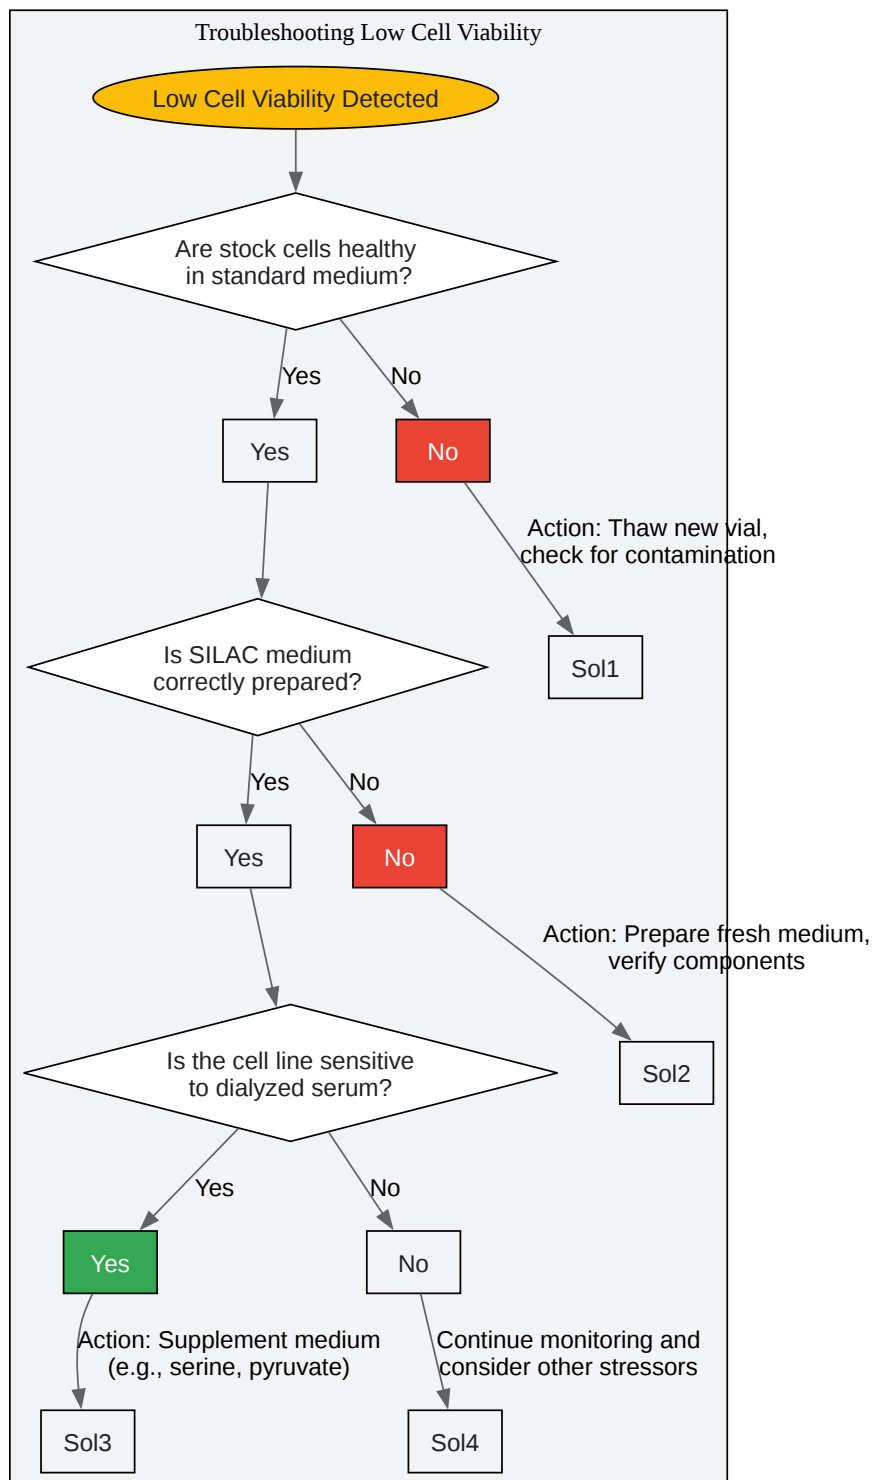 Troubleshooting Low Cell Viability
Low Cell Viability Detected
Are stock cells healthy
in standard medium?
Yes
No
Yes
No
Action: Thaw new vial,
check for contamination
Is SILAC medium
correctly prepared?
Sol1
Yes
No
Yes
No
Action: Prepare fresh medium,
verify components
Is the cell line sensitive
to dialyzed serum?
Sol2
Yes
No
Yes
No
Action: Supplement medium
(e.g., serine, pyruvate)
Continue monitoring and
consider other stressors
Sol3
Sol4